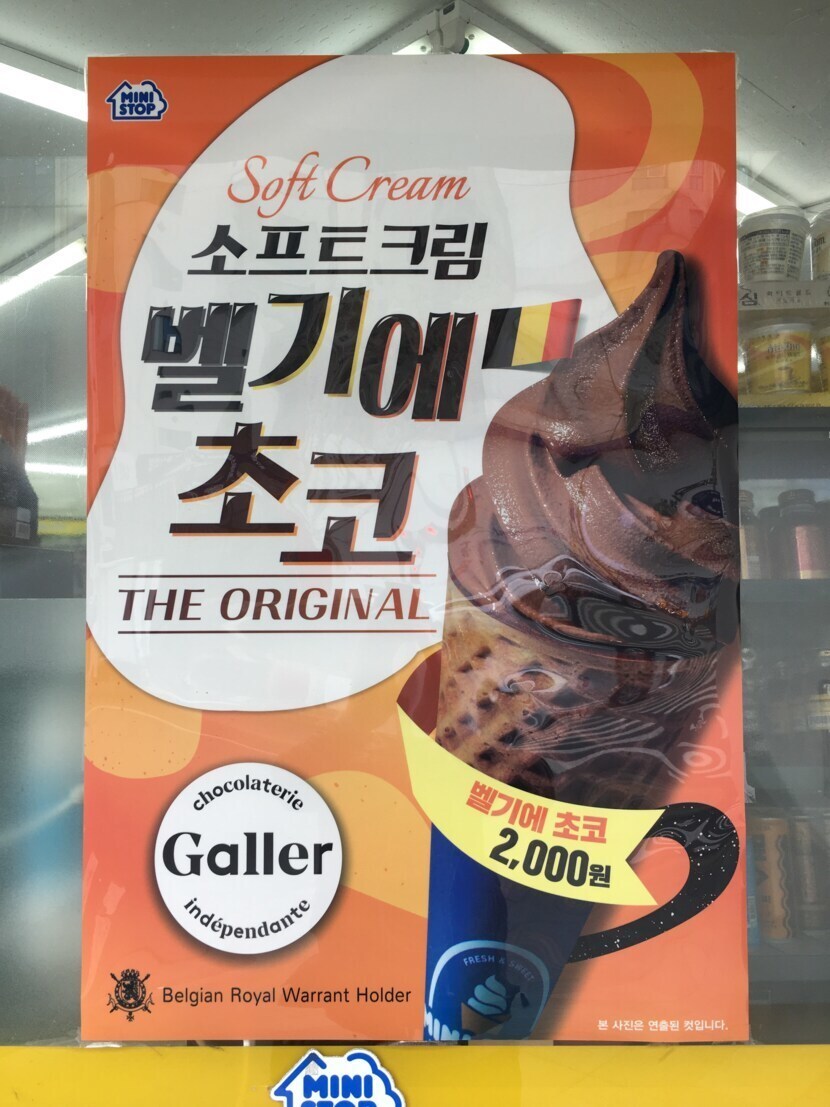 MINI
STOP
Soft Cream
소프트크림
벨기에
초코
THE ORIGINAL
벨기에 초코
2,000원
chocolaterie
Galler
indépendante
FRESH & SWEET
MINI
Belgian Royal Warrant Holder
본 사진은 연출된 컷입니다.
MINI
STOP